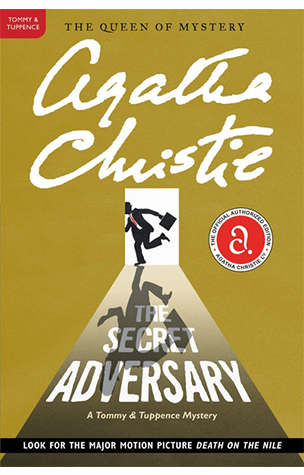 TOMMY &
TUPPENCE
THE QUEEN OF MYSTERY
Agatha
Christie
THE OFFICIAL AUTHORIZED EDITION
a.
AGATHA CHRISTIE LTD
THE
SECRET
ADVERSARY
A Tommy & Tuppence Mystery
LOOK FOR THE MAJOR MOTION PICTURE DEATH ON THE NILE